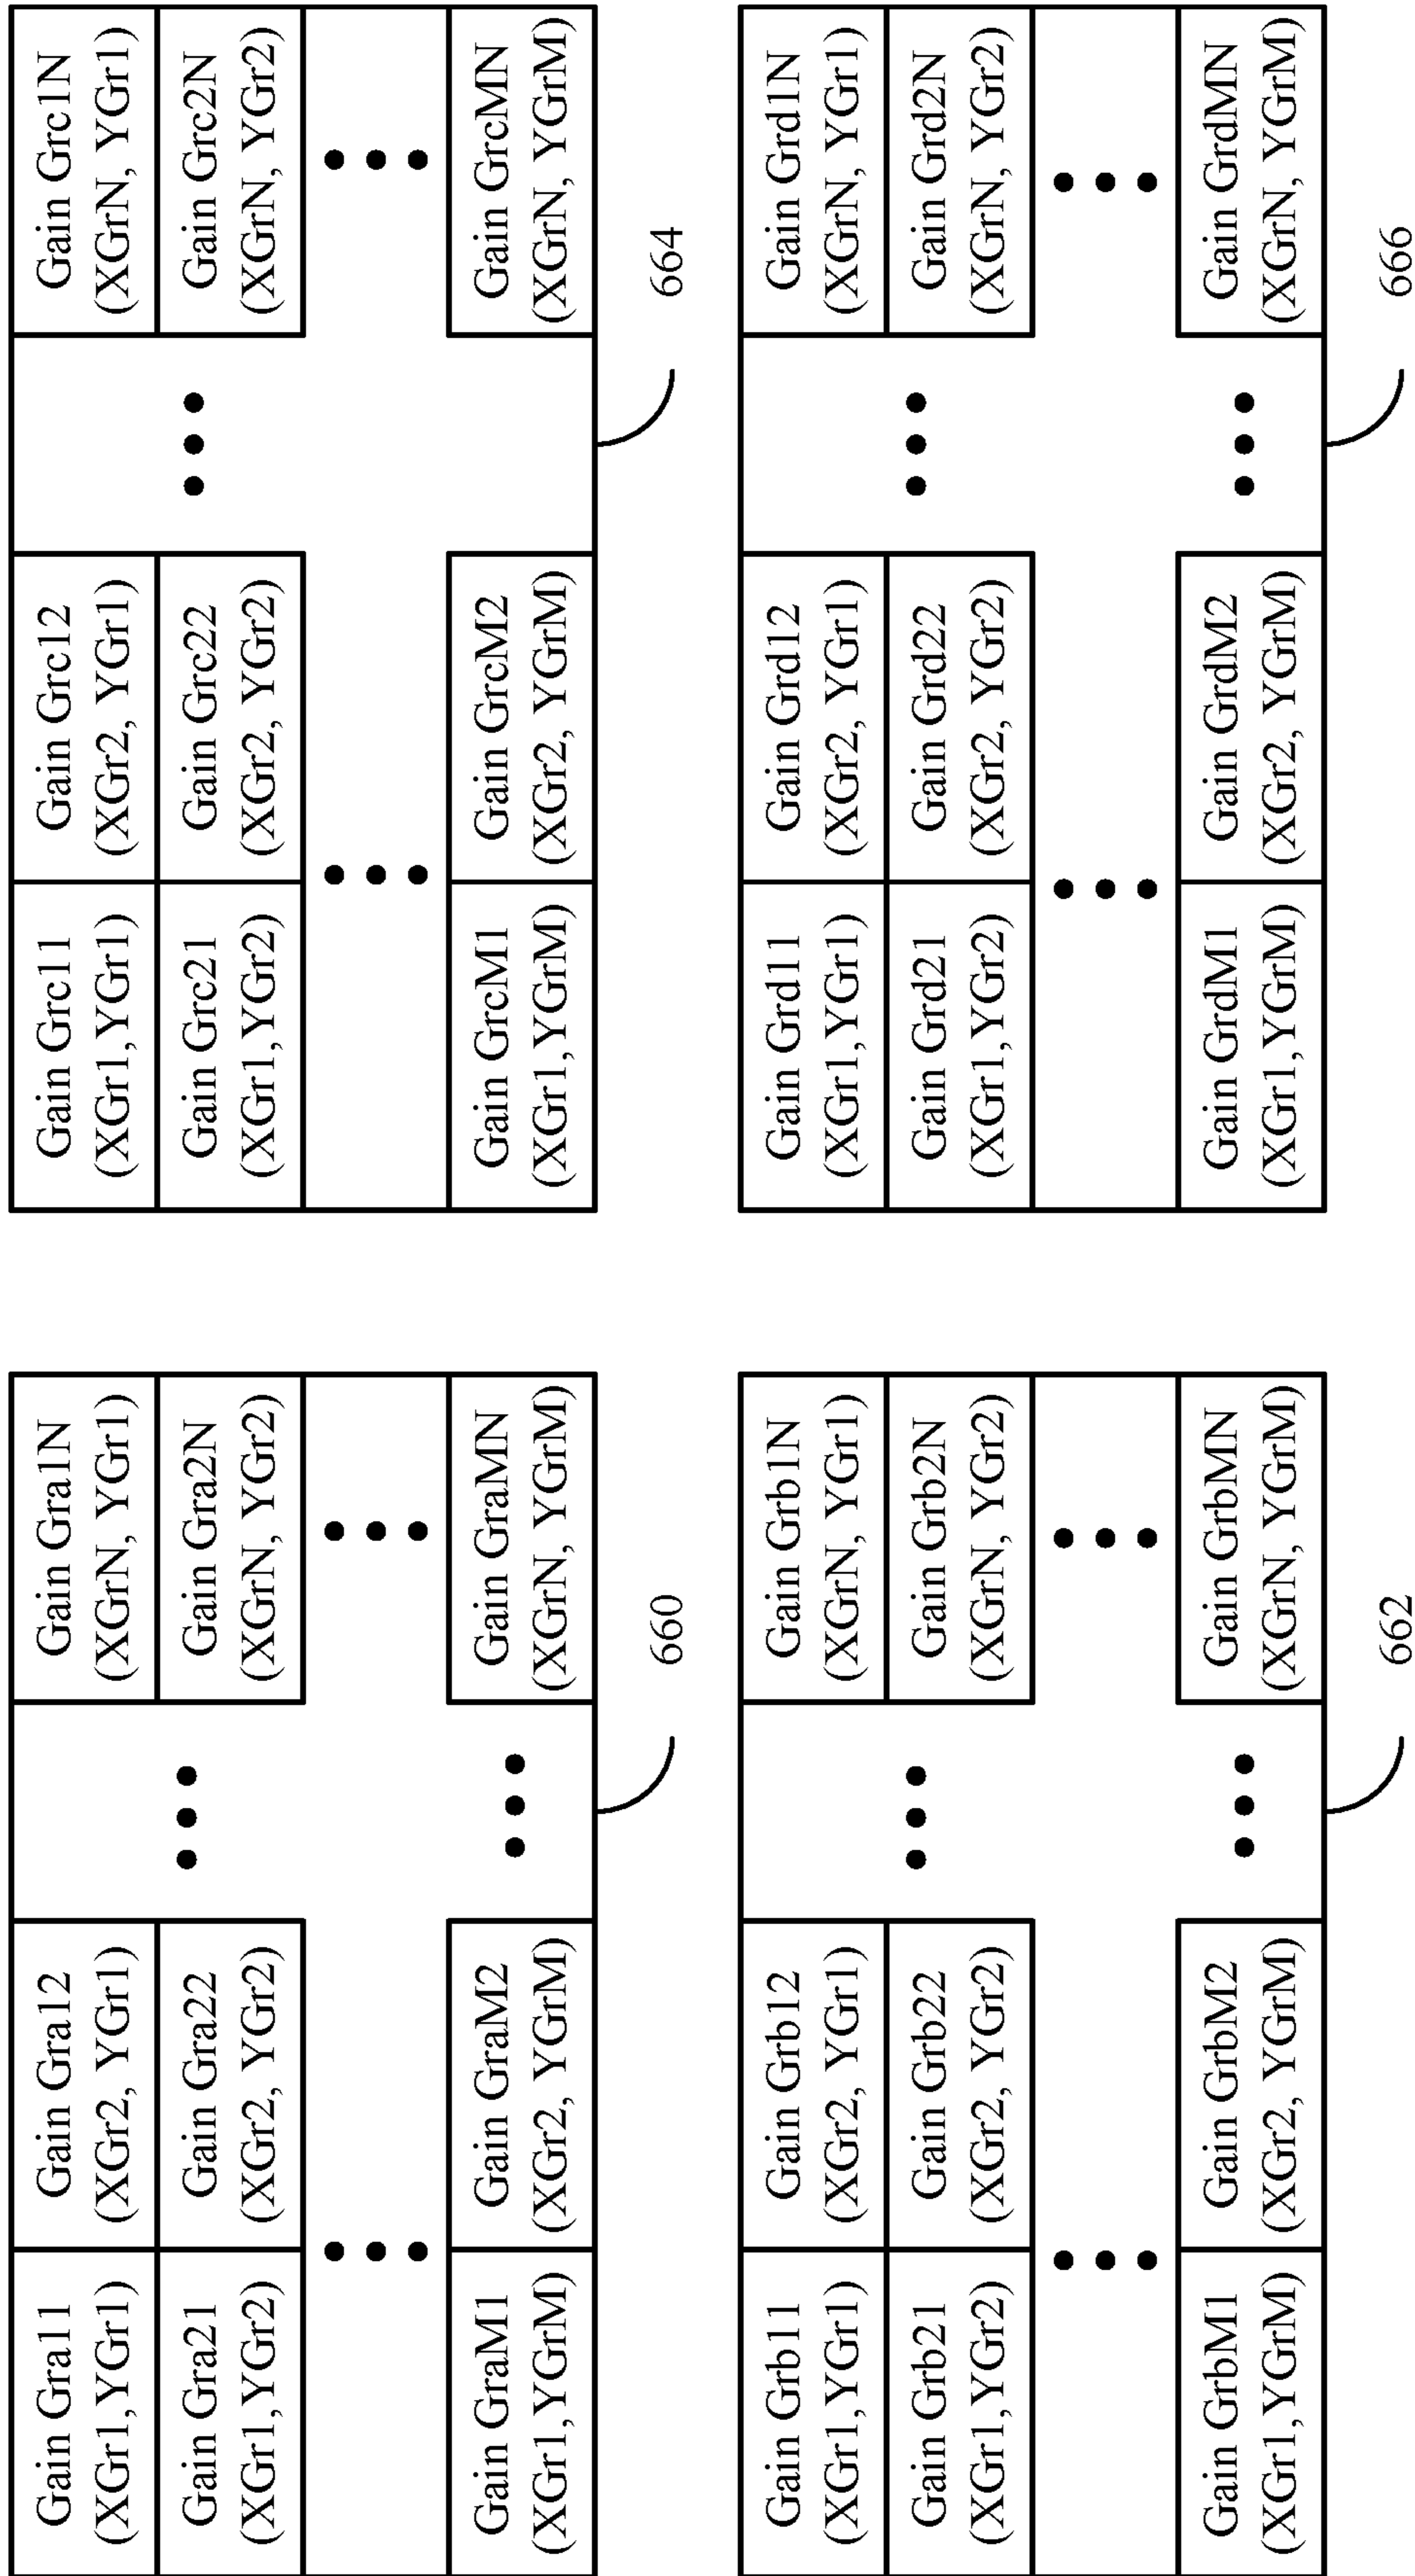 Gain Gra11
(XGr1,YGr1)
Gain Gra12
(XGr2, YGr1)
Gain Gra1N
(XGrN, YGr1)
Gain Gra21
(XGr1,YGr2)
Gain Gra22
(XGr2, YGr2)
Gain Gra2N
(XGrN, YGr2)
Gain GraM1
(XGr1,YGrM)
Gain GraM2
(XGr2, YGrM)
Gain GraMN
(XGrN, YGrM)
660
Gain Grc11
(XGr1,YGr1)
Gain Grc12
(XGr2, YGr1)
Gain Grc1N
(XGrN, YGr1)
Gain Grc21
(XGr1,YGr2)
Gain Grc22
(XGr2, YGr2)
Gain Grc2N
(XGrN, YGr2)
Gain GrcM1
(XGr1,YGrM)
Gain GrcM2
(XGr2, YGrM)
Gain GrcMN
(XGrN, YGrM)
664
Gain Grb11
(XGr1,YGr1)
Gain Grb12
(XGr2, YGr1)
Gain Grb1N
(XGrN, YGr1)
Gain Grb21
(XGr1,YGr2)
Gain Grb22
(XGr2, YGr2)
Gain Grb2N
(XGrN, YGr2)
Gain GrbM1
(XGr1,YGrM)
Gain GrbM2
(XGr2, YGrM)
Gain GrbMN
(XGrN, YGrM)
662
Gain Grd11
(XGr1,YGr1)
Gain Grd12
(XGr2, YGr1)
Gain Grd1N
(XGrN, YGr1)
Gain Grd21
(XGr1,YGr2)
Gain Grd22
(XGr2, YGr2)
Gain Grd2N
(XGrN, YGr2)
Gain GrdM1
(XGr1,YGrM)
Gain GrdM2
(XGr2, YGrM)
Gain GrdMN
(XGrN, YGrM)
666